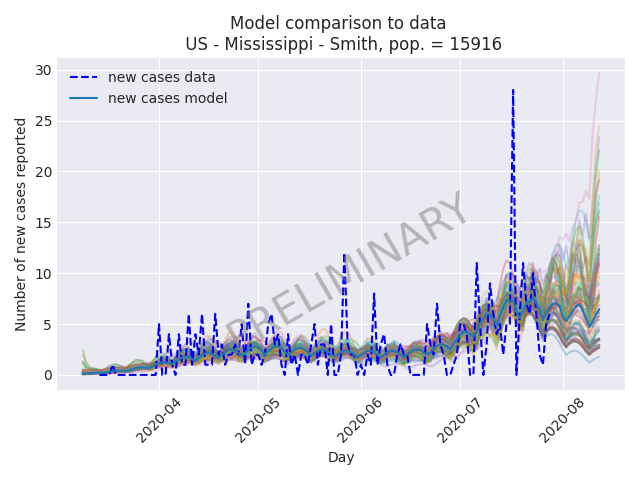 Model comparison to data
US - Mississippi - Smith, pop. = 15916
new cases data
new cases model
Number of new cases reported
30
25
20
15
10
5
0
PRELIMINARY
2020-04
2020-05
2020-06
2020-07
2020-08
Day